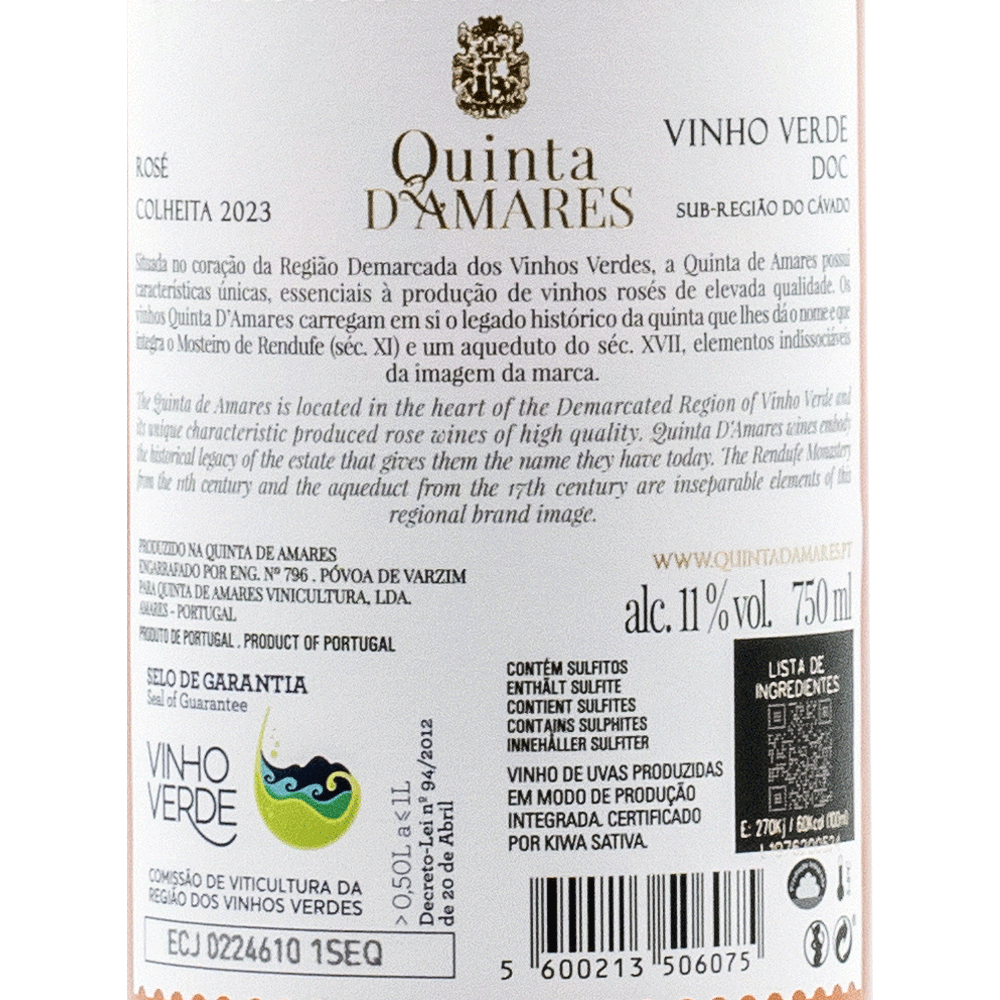 Quinta
D'AMARES
ROSÉ
COLHEITA 2023
VINHO VERDE
DOC
SUB-REGIÃO DO CÁVADO
Situada no coração da Região Demarcada dos Vinhos Verdes, a Quinta de Amares possui
características únicas, essenciais à produção de vinhos rosés de elevada qualidade. Os
vinhos Quinta D'Amares carregam em si o legado histórico da quinta que lhes dá o nome e que
integra o Mosteiro de Rendufe (séc. XI) e um aqueduto do séc. XVII, elementos indissociáveis
da imagem da marca.
The Quinta de Amares is located in the heart of the Demarcated Region of Vinho Verde and
its unique characteristic produced rose wines of high quality. Quinta D'Amares wines embody
the historical legacy of the estate that gives them the name they have today. The Rendufe Monastery
from the 11th century and the aqueduct from the 17th century are inseparable elements of this
regional brand image.
PRODUZIDO NA QUINTA DE AMARES
ENGARRAFADO POR ENG. Nº 796 . PÓVOA DE VARZIM
PARA QUINTA DE AMARES VINICULTURA, LDA.
AMARES - PORTUGAL
PRODUTO DE PORTUGAL . PRODUCT OF PORTUGAL
WWW.QUINTADAMARES.PT
alc. 11 % vol. 750 ml
SELO DE GARANTIA
Seal of Guarantee
VINHO
VERDE
COMISSÃO DE VITICULTURA DA
REGIÃO DOS VINHOS VERDES
ECJ 0224610 1SEQ
> 0,50L a ≤ 1L
Decreto-Lei nº 94/2012
de 20 de Abril
CONTÉM SULFITOS
ENTHÄLT SULFITE
CONTIENT SULFITES
CONTAINS SULPHITES
INNEHÅLLER SULFITER
VINHO DE UVAS PRODUZIDAS
EM MODO DE PRODUÇÃO
INTEGRADA. CERTIFICADO
POR KIWA SATIVA.
LISTA DE
INGREDIENTES
E: 270Kj / 60Kcal (100ml)
5 600213 506075